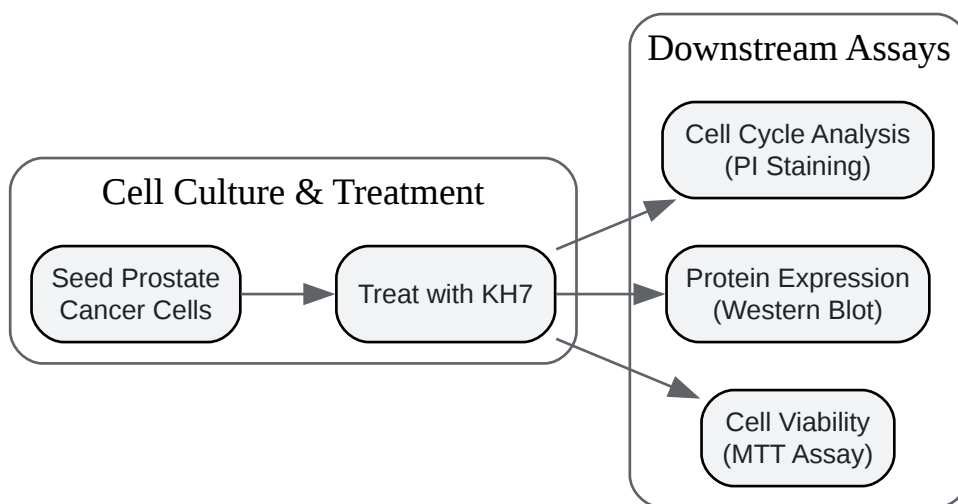 Cell Culture & Treatment
Seed Prostate
Cancer Cells
Treat with KH7
Downstream Assays
Cell Cycle Analysis
(PI Staining)
Protein Expression
(Western Blot)
Cell Viability
(MTT Assay)